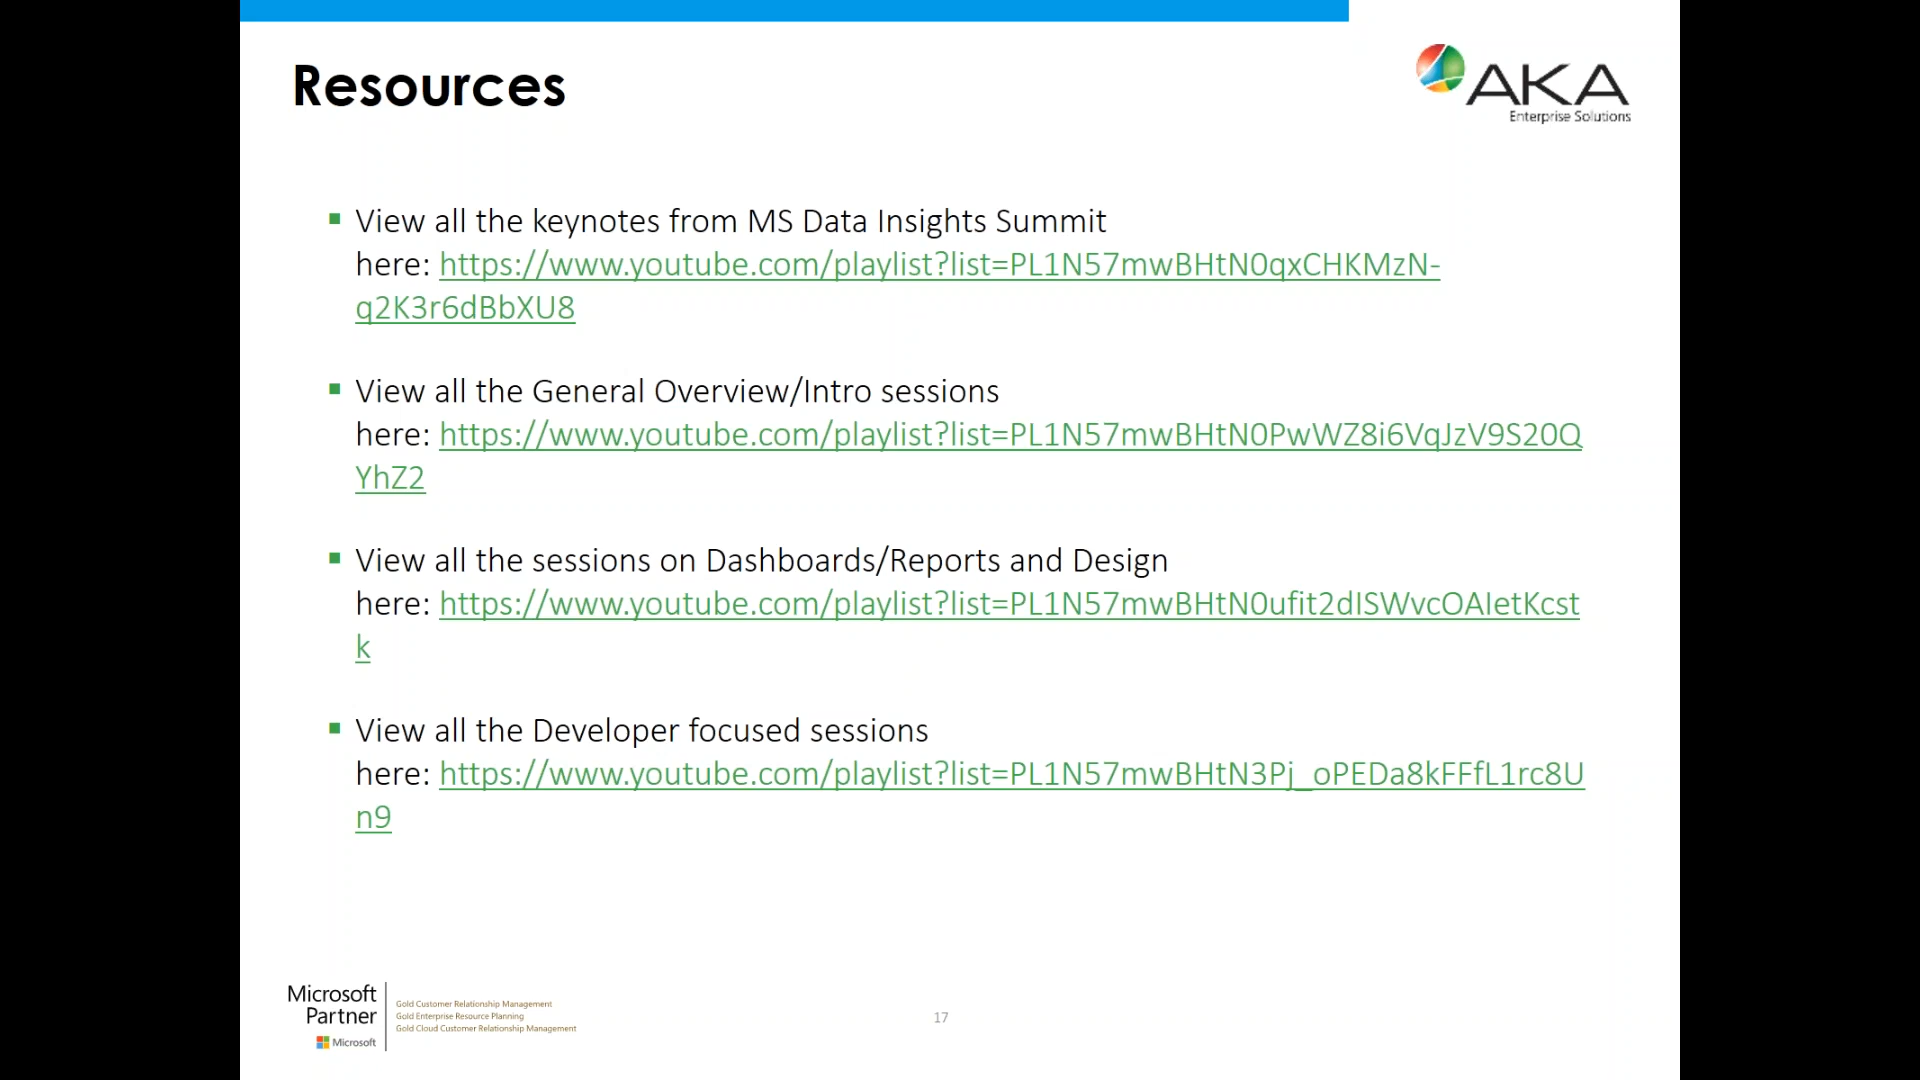 Resources
AKA
Enterprise Solutions
View all the keynotes from MS Data Insights Summit
here: https://www.youtube.com/playlist?list=PL1N57mwBHtN0qxCHKMzN-
q2K3r6dBbXU8
View all the General Overview/Intro sessions
here: https://www.youtube.com/playlist?list=PL1N57mwBHtN0PwWZ8i6VqJzV9S20Q
YhZ2
View all the sessions on Dashboards/Reports and Design
here: https://www.youtube.com/playlist?list=PL1N57mwBHtN0ufit2dISWvcOAIetKcst
k
View all the Developer focused sessions
here: https://www.youtube.com/playlist?list=PL1N57mwBHtN3Pj_oPEDa8kFFfL1rc8U
n9
Microsoft
Partner
Microsoft
Gold Customer Relationship Management
Gold Enterprise Resource Planning
Gold Cloud Customer Relationship Management
17